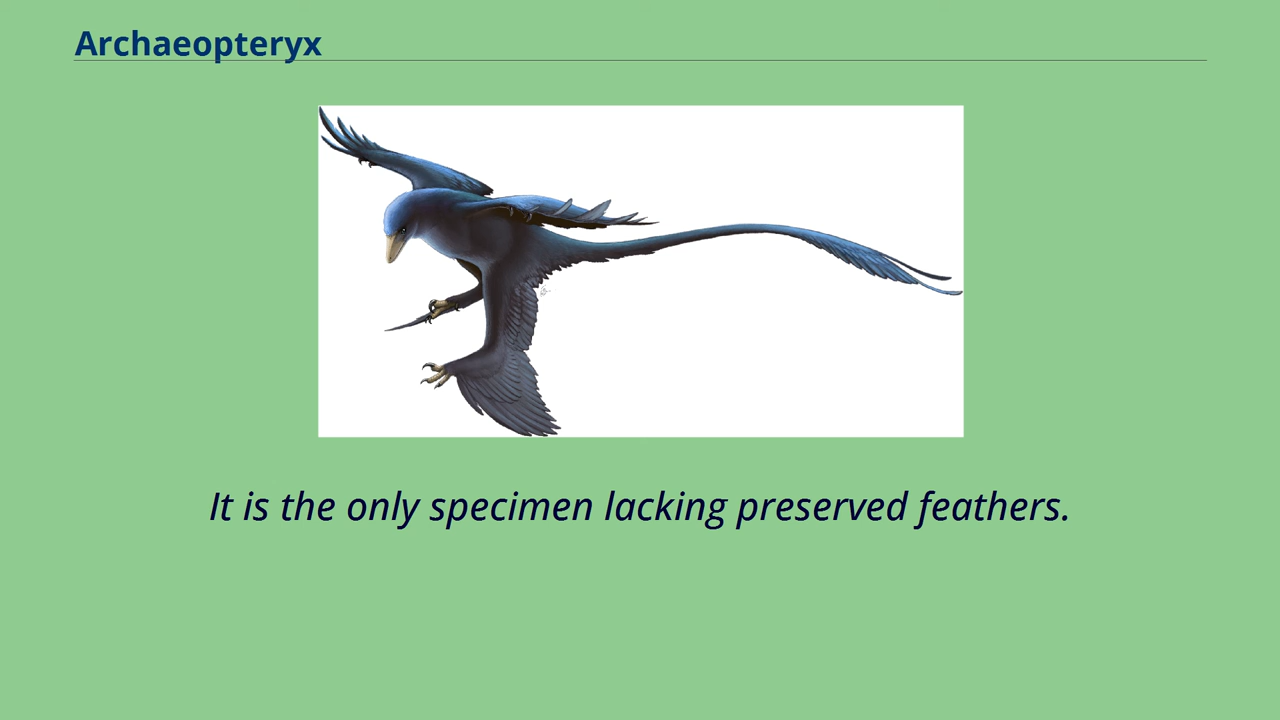 Archaeopteryx
It is the only specimen lacking preserved feathers.